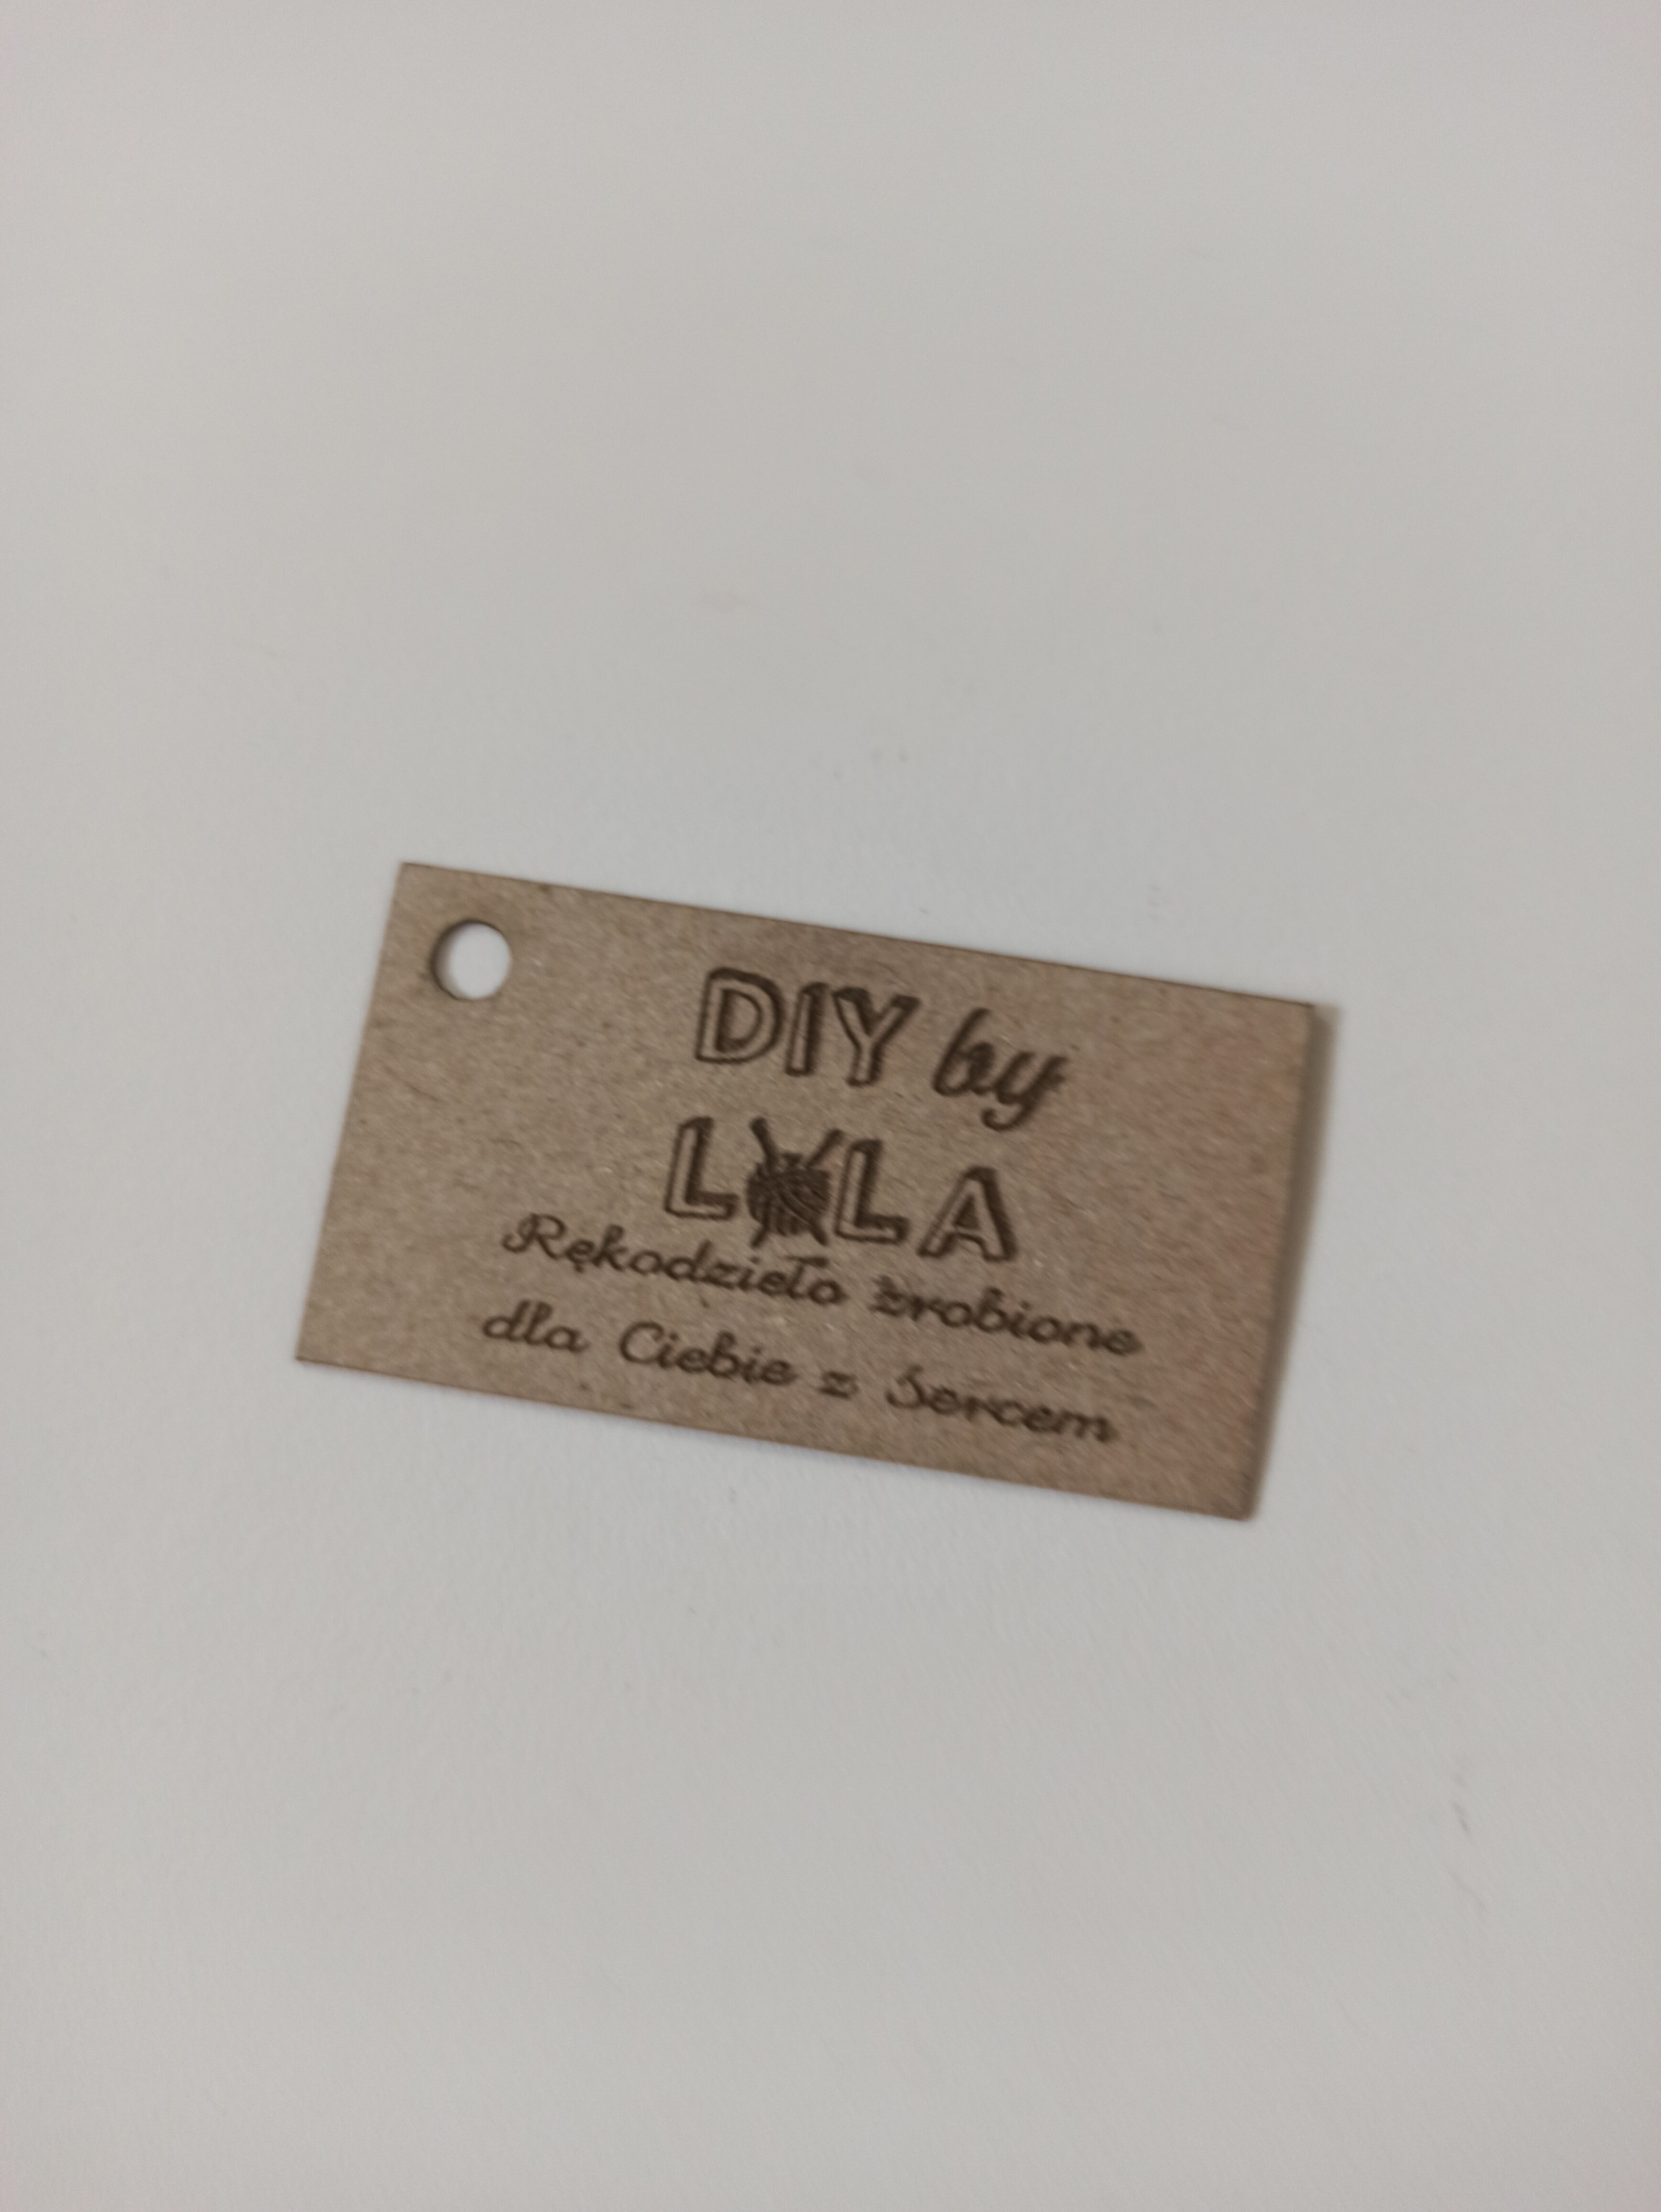 DIY by
LOLA
Rękodzieło zrobione
dla Ciebie z Sercem